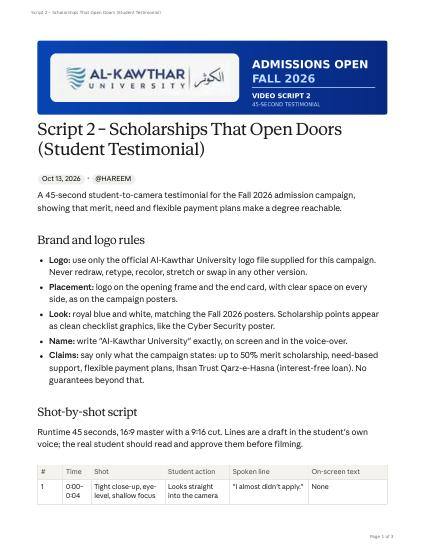 Script 2 – Scholarships That Open Doors (Student Testimonial)
AL-KAWTHAR
UNIVERSITY
الكوثر
ADMISSIONS OPEN
FALL 2026
VIDEO SCRIPT 2
45-SECOND TESTIMONIAL
Script 2 – Scholarships That Open Doors
(Student Testimonial)
Oct 13, 2026 · @HAREEM
A 45-second student-to-camera testimonial for the Fall 2026 admission campaign,
showing that merit, need and flexible payment plans make a degree reachable.
Brand and logo rules
• Logo: use only the official Al-Kawthar University logo file supplied for this campaign.
Never redraw, retype, recolor, stretch or swap in any other version.
• Placement: logo on the opening frame and the end card, with clear space on every
side, as on the campaign posters.
• Look: royal blue and white, matching the Fall 2026 posters. Scholarship points appear
as clean checklist graphics, like the Cyber Security poster.
• Name: write "Al-Kawthar University" exactly, on screen and in the voice-over.
• Claims: say only what the campaign states: up to 50% merit scholarship, need-based
support, flexible payment plans, Ihsan Trust Qarz-e-Hasna (interest-free loan). No
guarantees beyond that.
Shot-by-shot script
Runtime 45 seconds, 16:9 master with a 9:16 cut. Lines are a draft in the student's own
voice; the real student should read and approve them before filming.
# Time Shot Student action Spoken line On-screen text
1 0:00– Tight close-up, eye- Looks straight "I almost didn't apply." None
0:04 level, shallow focus into the camera
Page 1 of 3